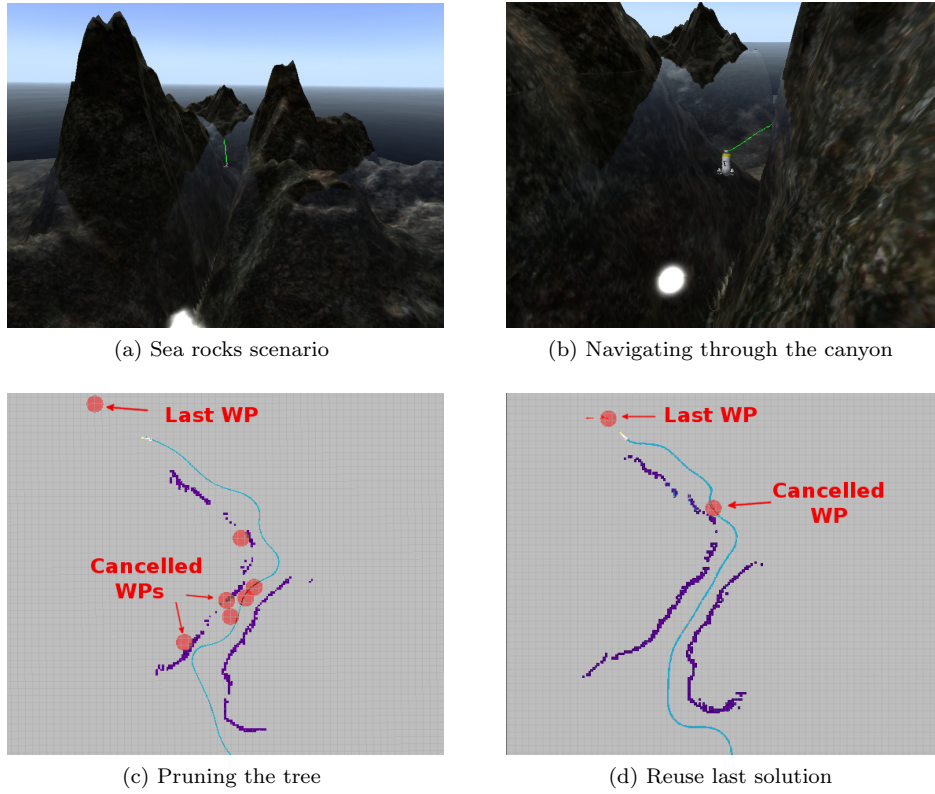 (a) Sea rocks scenario
(b) Navigating through the canyon
Last WP
Cancelled
WPs
(c) Pruning the tree
Last WP
Cancelled
WP
(d) Reuse last solution